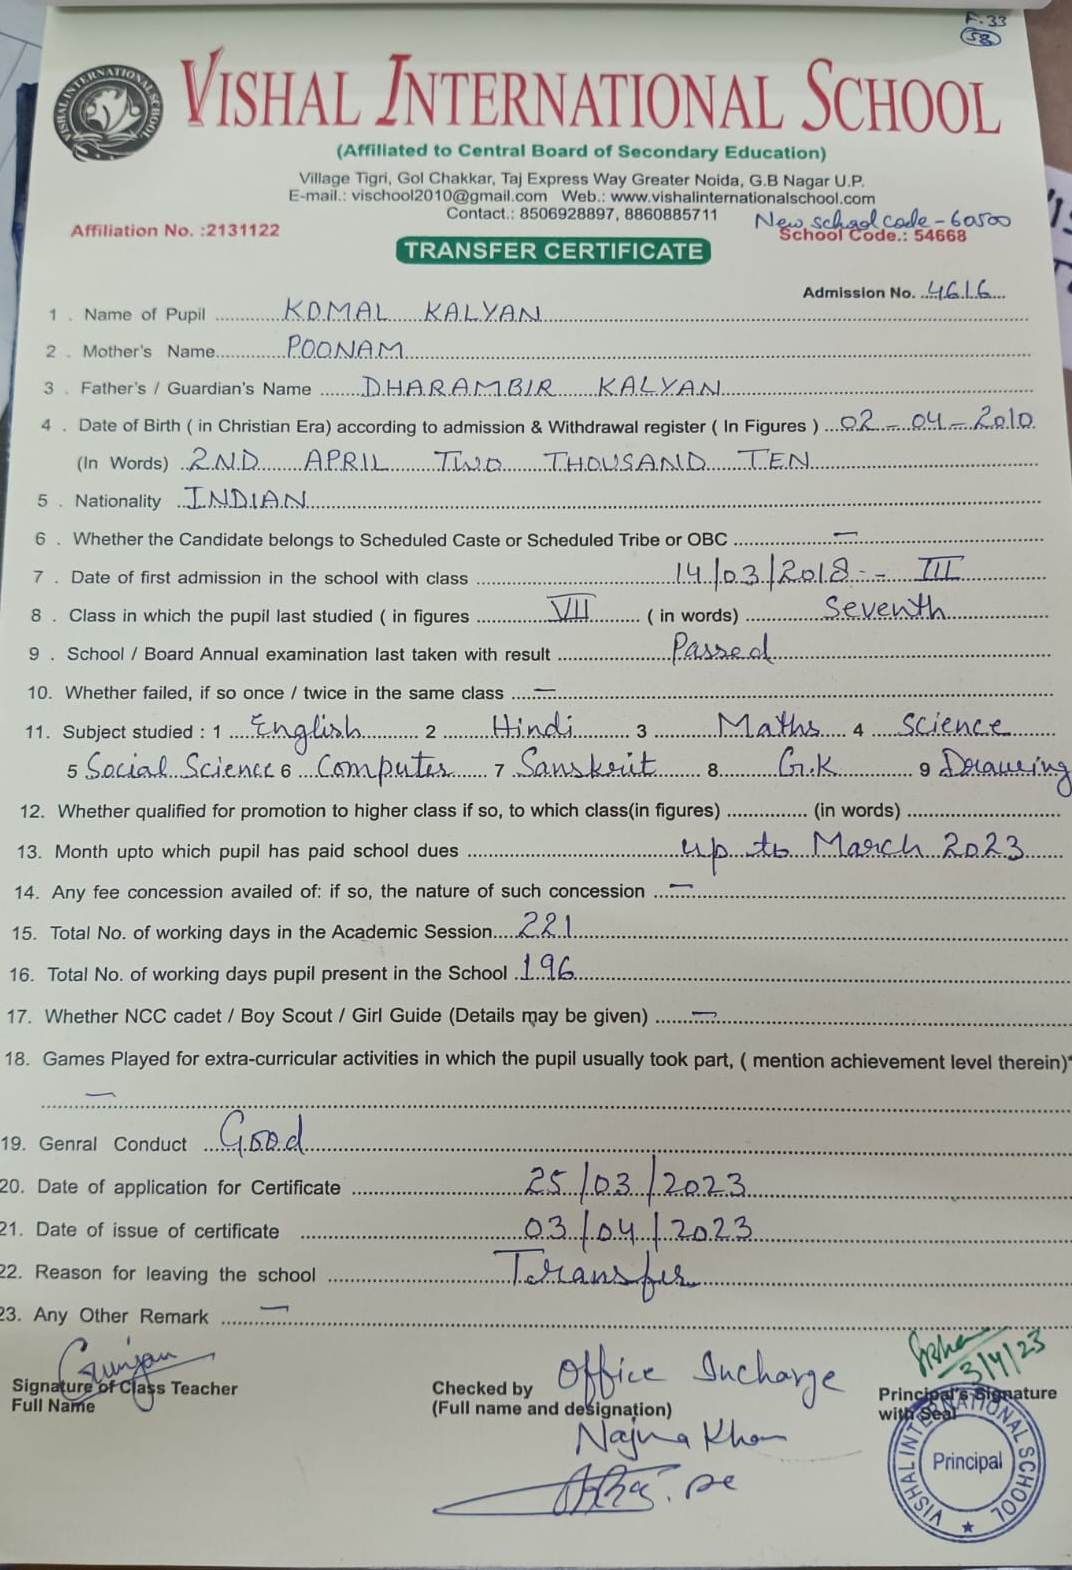 F.33
58
VISHAL INTERNATIONAL SCHOOL
VISHAL INTERNATIONAL SCHOOL
(Affiliated to Central Board of Secondary Education)
Village Tigri, Gol Chakkar, Taj Express Way Greater Noida, G.B Nagar U.P.
E-mail.: vischool2010@gmail.com Web.: www.vishalinternationalschool.com
Contact.: 8506928897, 8860885711
New school code - 60500
Affiliation No. :2131122 School Code.: 54668
TRANSFER CERTIFICATE
Admission No. 4616
1 . Name of Pupil KOMAL KALYAN
2 . Mother's Name POONAM
3 . Father's / Guardian's Name DHARAMBIR KALYAN
4 . Date of Birth ( in Christian Era) according to admission & Withdrawal register ( In Figures ) 02-04-2010
(In Words) 2ND APRIL TWO THOUSAND TEN
5 . Nationality INDIAN
6 . Whether the Candidate belongs to Scheduled Caste or Scheduled Tribe or OBC —
7 . Date of first admission in the school with class 14/03/2018 - - III
8 . Class in which the pupil last studied ( in figures VII ( in words) Seventh
9 . School / Board Annual examination last taken with result Passed
10. Whether failed, if so once / twice in the same class —
11. Subject studied : 1 English 2 Hindi 3 Maths 4 Science
5 Social Science 6 Computer 7 Sanskrit 8. G.K 9 Drawing
12. Whether qualified for promotion to higher class if so, to which class(in figures) (in words)
13. Month upto which pupil has paid school dues up to March 2023
14. Any fee concession availed of: if so, the nature of such concession —
15. Total No. of working days in the Academic Session 221
16. Total No. of working days pupil present in the School 196
17. Whether NCC cadet / Boy Scout / Girl Guide (Details may be given) —
18. Games Played for extra-curricular activities in which the pupil usually took part, ( mention achievement level therein)*
—
19. Genral Conduct Good
20. Date of application for Certificate 25/03/2023
21. Date of issue of certificate 03/04/2023
22. Reason for leaving the school Transfer
23. Any Other Remark —
Gunjan
Signature of Class Teacher
Full Name
Checked by Office Incharge
(Full name and designation)
Najma Khan
3/4/23
Principal's Signature
with Seal
VISHAL INTERNATIONAL SCHOOL
Principal